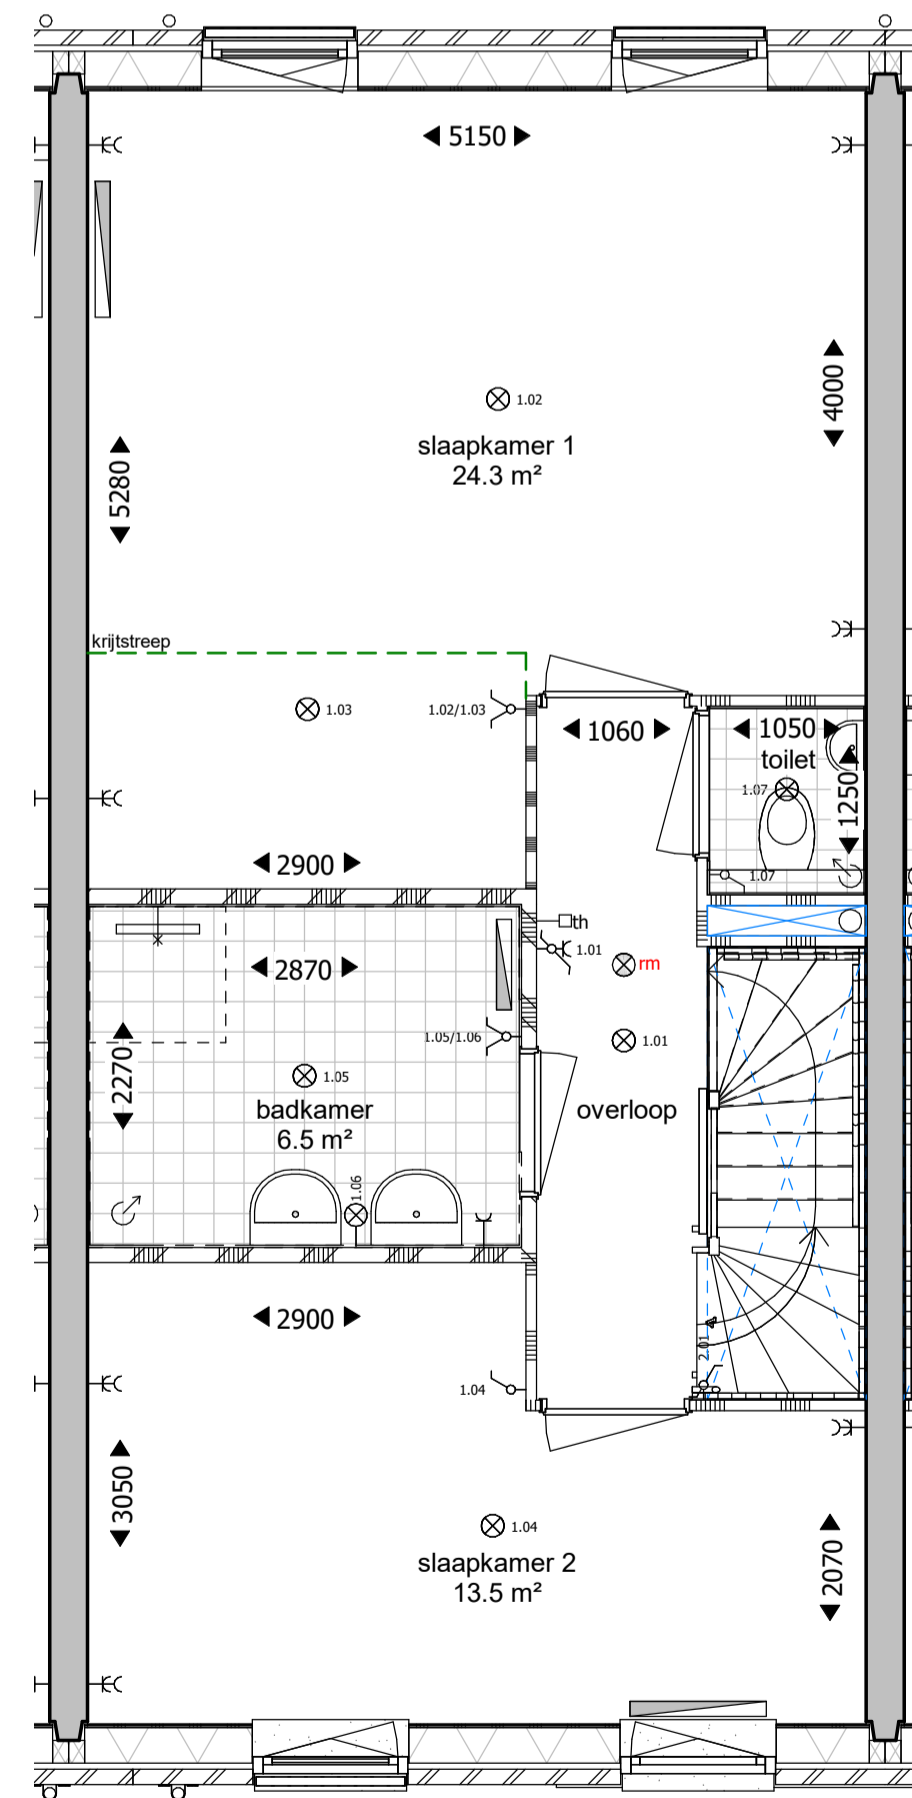 5150
4000
1.02
slaapkamer 1
24.3 m²
5280
krijtstreep
1.03
1.02/1.03
1060
1050
toilet
1250
1.07
1.07
2900
th
1.01
rm
2870
1.05/1.06
1.01
2270
1.05
badkamer
6.5 m²
overloop
1.06
2900
2.01
1.04
3050
1.04
slaapkamer 2
13.5 m²
2070